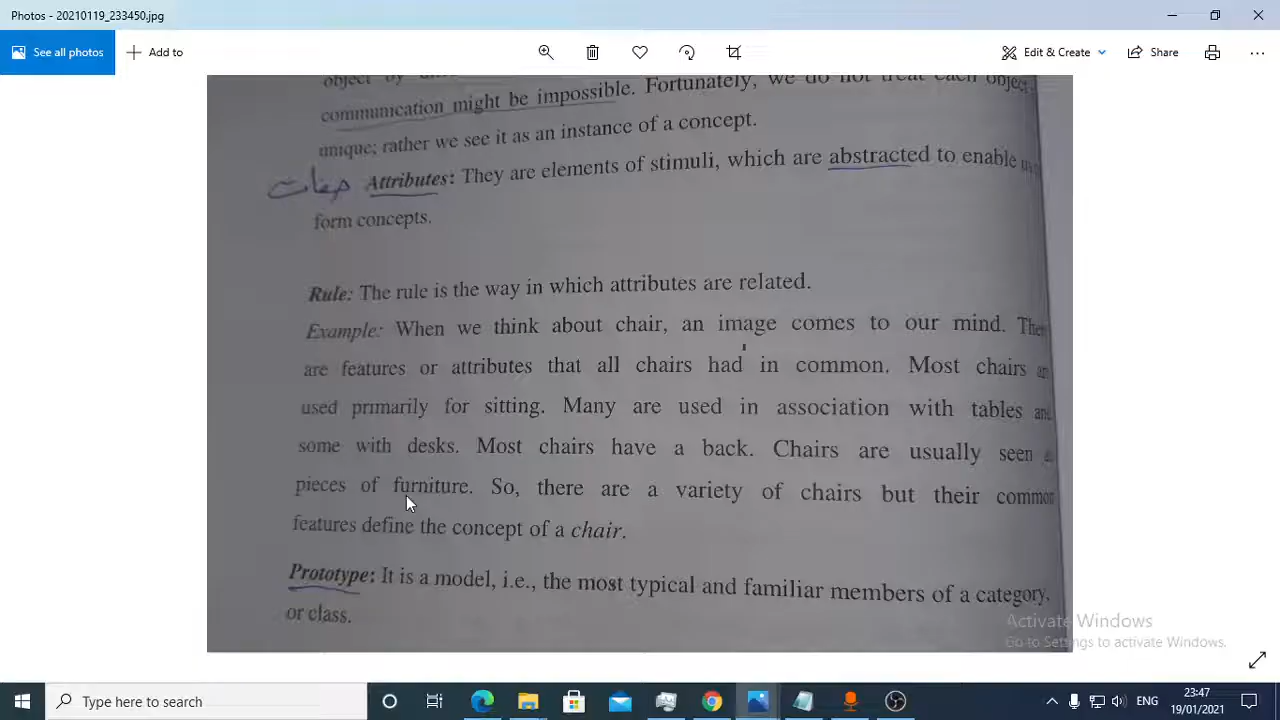 Photos - 20210119_233450.jpg
See all photos
Add to
Edit & Create
Share
object by
communication might be impossible. Fortunately, we do not treat each object
unique; rather we see it as an instance of a concept.
صفات Attributes: They are elements of stimuli, which are abstracted to enable
form concepts.
Rule: The rule is the way in which attributes are related.
Example: When we think about chair, an image comes to our mind. There
are features or attributes that all chairs had in common. Most chairs
used primarily for sitting. Many are used in association with tables and
some with desks. Most chairs have a back. Chairs are usually seen
pieces of furniture. So, there are a variety of chairs but their common
features define the concept of a chair.
Prototype: It is a model, i.e., the most typical and familiar members of a category,
or class.
Activate Windows
Go to Settings to activate Windows.
Type here to search
ENG
23:47
19/01/2021